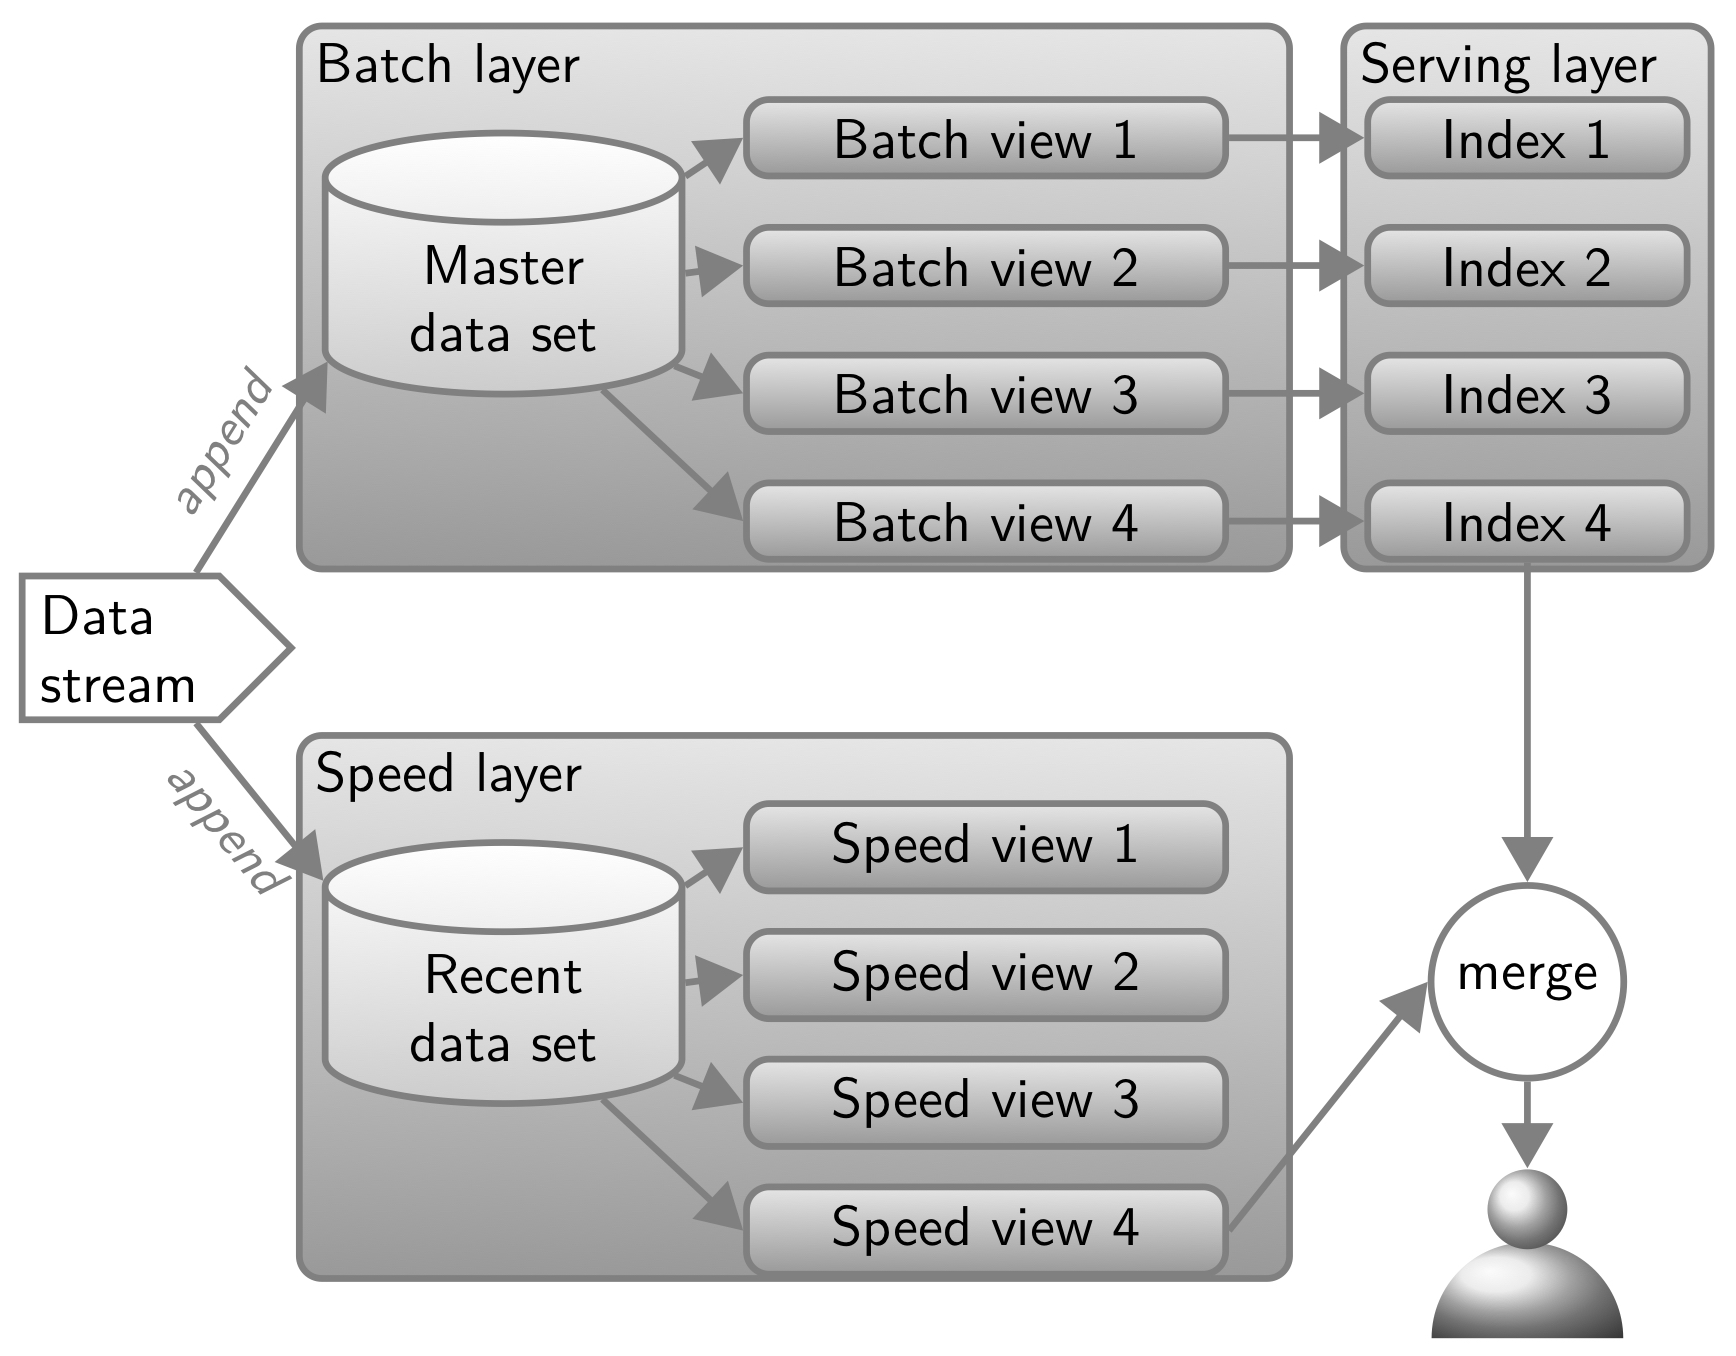 Batch layer
Master
data set
Batch view 1
Batch view 2
Batch view 3
Batch view 4
Serving layer
Index 1
Index 2
Index 3
Index 4
append
Data
stream
append
Speed layer
Recent
data set
Speed view 1
Speed view 2
Speed view 3
Speed view 4
merge